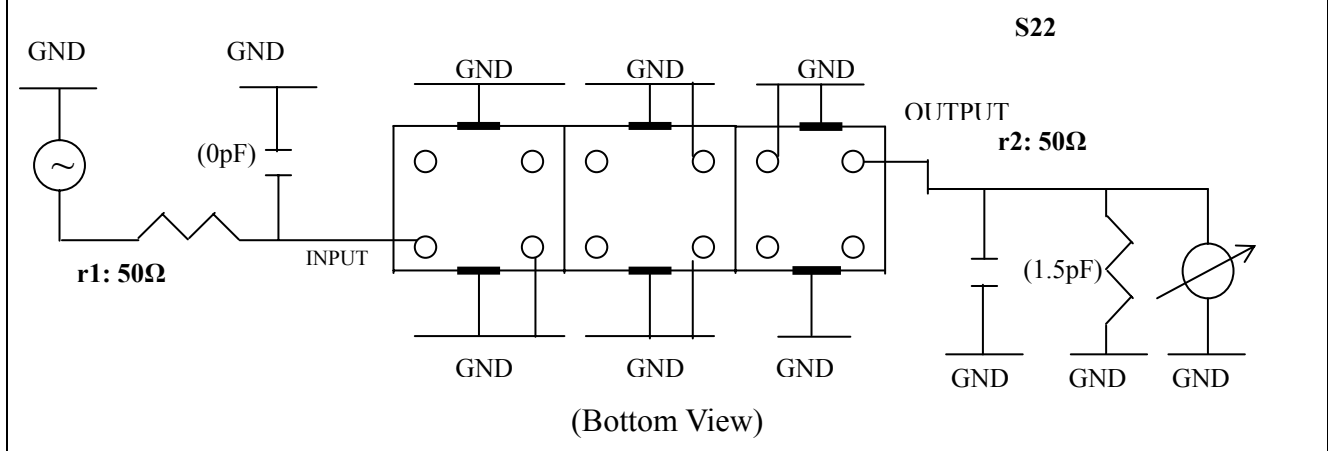 S22
GND
GND
GND
GND
GND
OUTPUT
r2: 50Ω
(0pF)
~
INPUT
r1: 50Ω
(1.5pF)
GND
GND
GND
GND
GND
GND
(Bottom View)